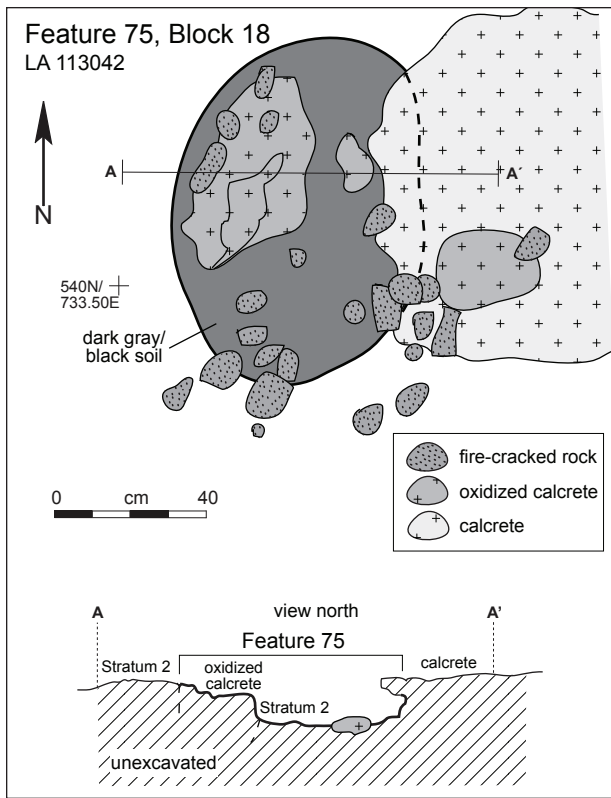 Feature 75, Block 18
LA 113042
N
A
A´
540N/
733.50E
dark gray/
black soil
fire-cracked rock
oxidized calcrete
calcrete
0 cm 40
A
view north
A'
Feature 75
Stratum 2
oxidized
calcrete
calcrete
Stratum 2
unexcavated